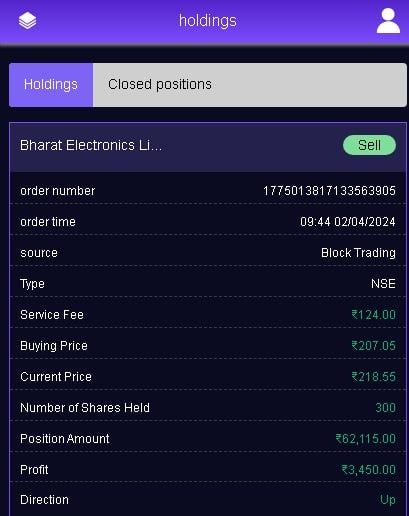 holdings
Holdings Closed positions
Bharat Electronics Li... Sell
order number 1775013817133563905
order time 09:44 02/04/2024
source Block Trading
Type NSE
Service Fee ₹124.00
Buying Price ₹207.05
Current Price ₹218.55
Number of Shares Held 300
Position Amount ₹62,115.00
Profit ₹3,450.00
Direction Up